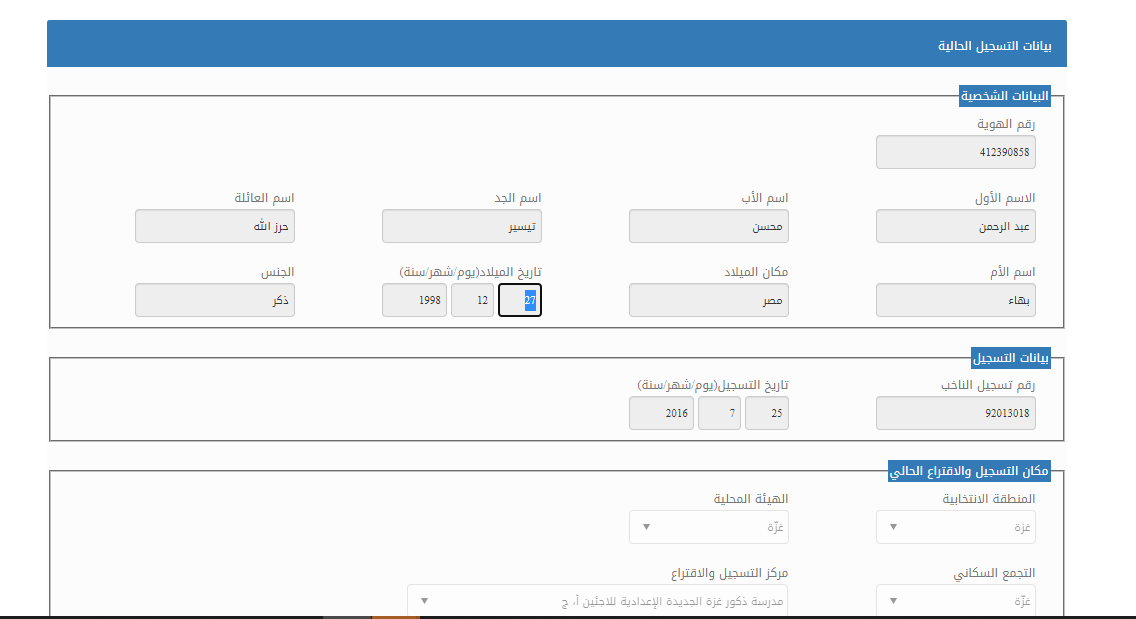 بيانات التسجيل الحالية
البيانات الشخصية
رقم الهوية
412390858
الاسم الأول اسم الأب اسم الجد اسم العائلة
عبد الرحمن محسن تيسير حرز الله
اسم الأم مكان الميلاد تاريخ الميلاد(يوم/شهر/سنة) الجنس
بهاء مصر 27 12 1998 ذكر
بيانات التسجيل
رقم تسجيل الناخب تاريخ التسجيل(يوم/شهر/سنة)
92013018 25 7 2016
مكان التسجيل والاقتراع الحالي
المنطقة الانتخابية الهيئة المحلية
غزة غزّة
التجمع السكاني مركز التسجيل والاقتراع
غزّة مدرسة ذكور غزة الجديدة الإعدادية للاجئين أ، ج